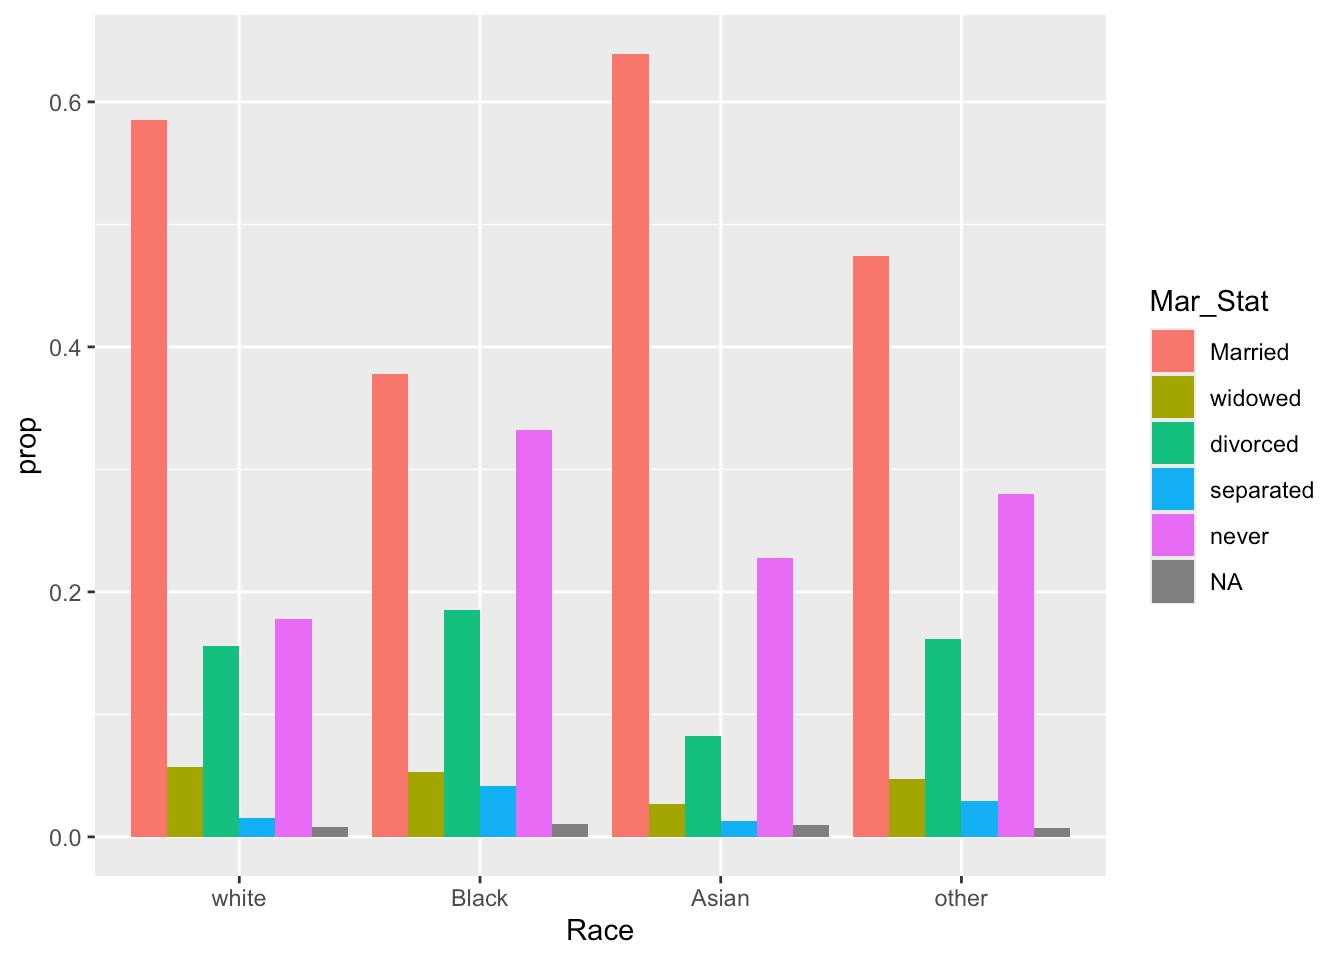 0.6
0.4
0.2
0.0
prop
white Black Asian other
Race
Mar_Stat
Married
widowed
divorced
separated
never
NA